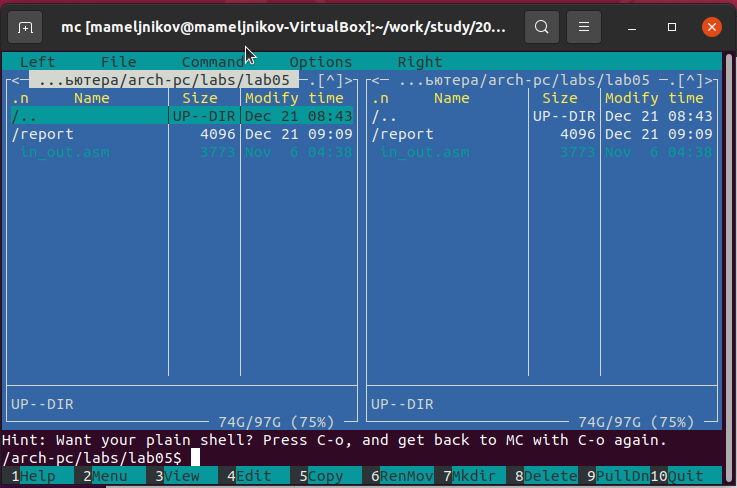 mc [mameljnikov@mameljnikov-VirtualBox]:~/work/study/20...
Left File Command Options Right
<─ ...ьютера/arch-pc/labs/lab05 ─.[^]> <─ ...ьютера/arch-pc/labs/lab05 ─.[^]>
.n Name Size Modify time .n Name Size Modify time
/.. UP--DIR Dec 21 08:43 /.. UP--DIR Dec 21 08:43
/report 4096 Dec 21 09:09 /report 4096 Dec 21 09:09
in_out.asm 3773 Nov 6 04:38 in_out.asm 3773 Nov 6 04:38
UP--DIR UP--DIR
74G/97G (75%) 74G/97G (75%)
Hint: Want your plain shell? Press C-o, and get back to MC with C-o again.
/arch-pc/labs/lab05$
1Help 2Menu 3View 4Edit 5Copy 6RenMov 7Mkdir 8Delete 9PullDn 10Quit